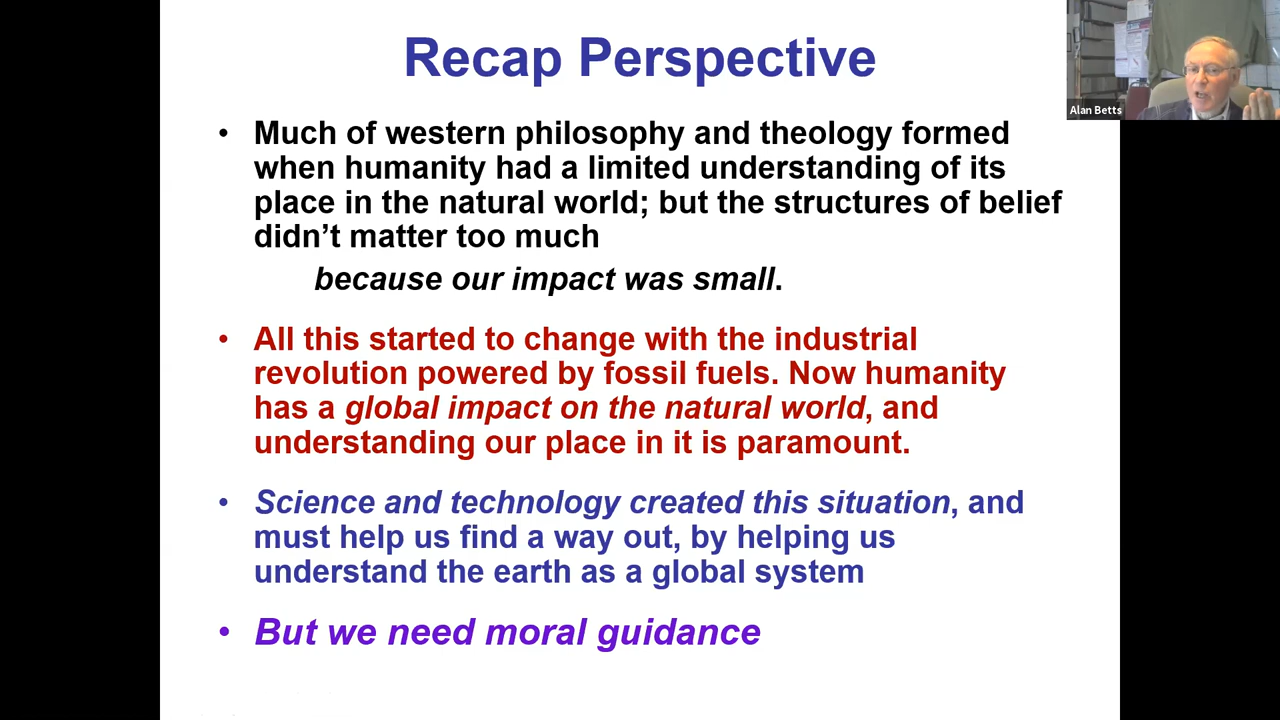 Recap Perspective
Alan Betts
• Much of western philosophy and theology formed
when humanity had a limited understanding of its
place in the natural world; but the structures of belief
didn’t matter too much
because our impact was small.
• All this started to change with the industrial
revolution powered by fossil fuels. Now humanity
has a global impact on the natural world, and
understanding our place in it is paramount.
• Science and technology created this situation, and
must help us find a way out, by helping us
understand the earth as a global system
• But we need moral guidance